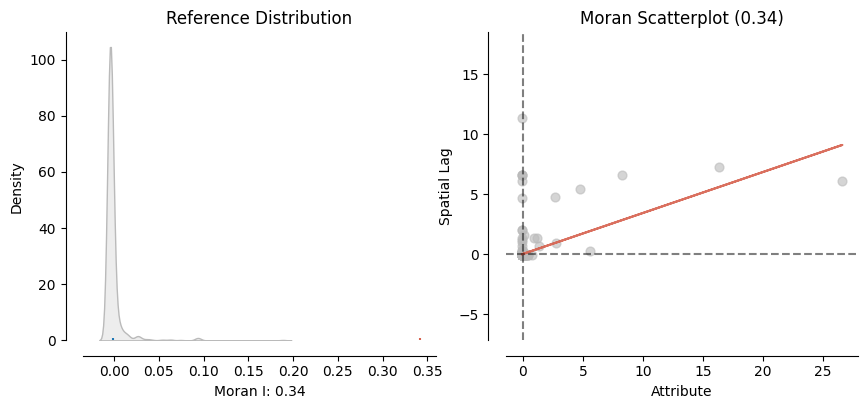 Reference Distribution
Density
100
80
60
40
20
0
0.00 0.05 0.10 0.15 0.20 0.25 0.30 0.35
Moran I: 0.34
Moran Scatterplot (0.34)
Spatial Lag
15
10
5
0
−5
0 5 10 15 20 25
Attribute